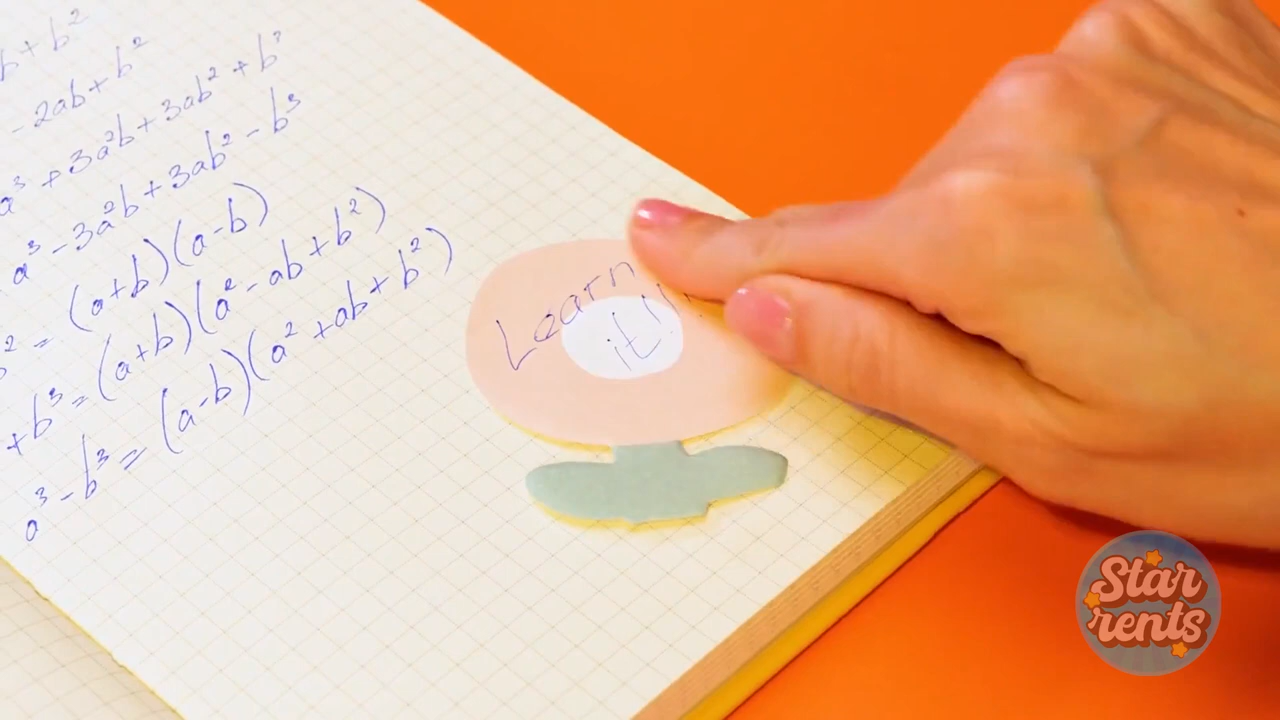 b + b²
- 2ab + b²
a³ + 3a²b + 3ab² + b³
a³ - 3a²b + 3ab² - b³
² = (a+b)(a-b)
+ b³ = (a+b)(a² - ab + b²)
a³ - b³ = (a-b)(a² + ab + b²)
Learn
it!!
Star
rents